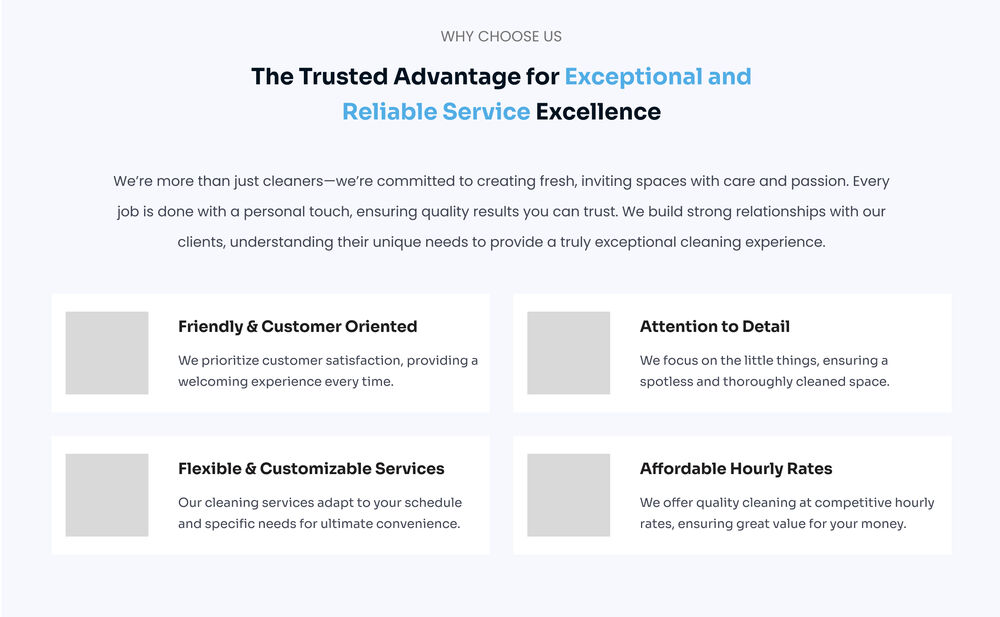 WHY CHOOSE US
The Trusted Advantage for Exceptional and
Reliable Service Excellence
We’re more than just cleaners—we’re committed to creating fresh, inviting spaces with care and passion. Every
job is done with a personal touch, ensuring quality results you can trust. We build strong relationships with our
clients, understanding their unique needs to provide a truly exceptional cleaning experience.
Friendly & Customer Oriented
We prioritize customer satisfaction, providing a
welcoming experience every time.
Attention to Detail
We focus on the little things, ensuring a
spotless and thoroughly cleaned space.
Flexible & Customizable Services
Our cleaning services adapt to your schedule
and specific needs for ultimate convenience.
Affordable Hourly Rates
We offer quality cleaning at competitive hourly
rates, ensuring great value for your money.